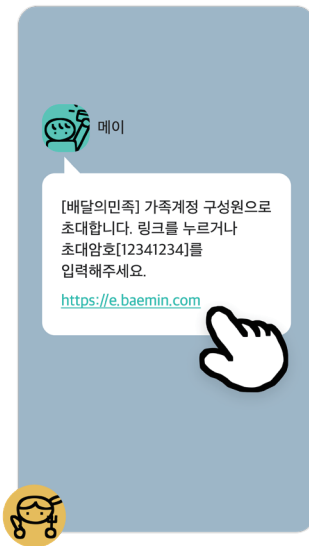 메이
[배달의민족] 가족계정 구성원으로
초대합니다. 링크를 누르거나
초대암호[12341234]를
입력해주세요.
https://e.baemin.com